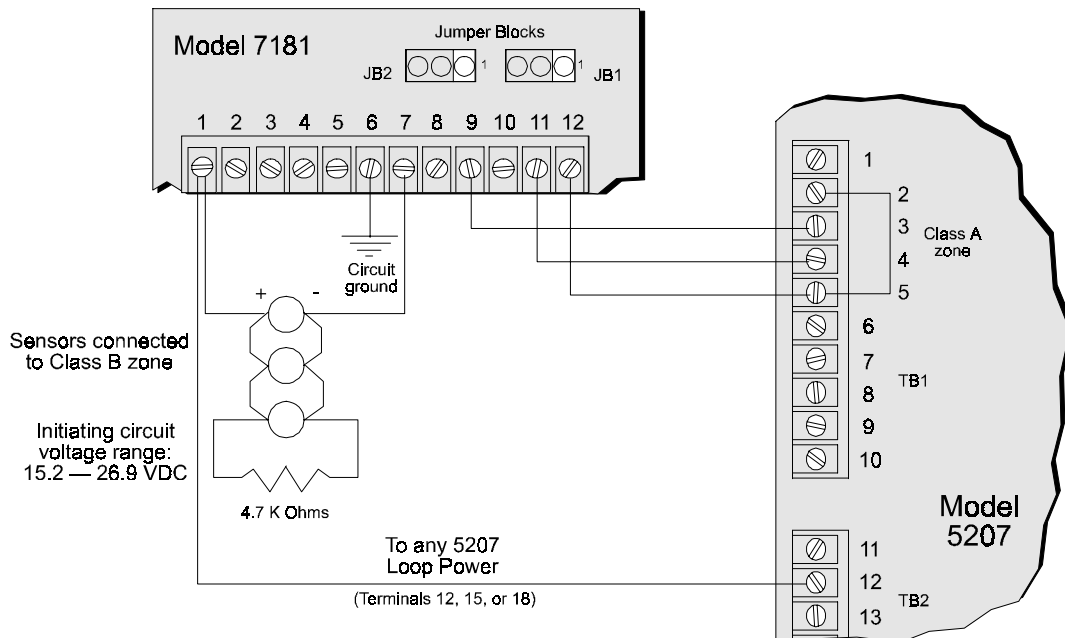 Model 7181
Jumper Blocks
JB2
1
1
JB1
1 2 3 4 5 6 7 8 9 10 11 12
1
2
3
4
5
6
7
8
9
10
Class A
zone
TB1
Circuit
ground
+ -
Sensors connected
to Class B zone
Initiating circuit
voltage range:
15.2 — 26.9 VDC
4.7 K Ohms
To any 5207
Loop Power
(Terminals 12, 15, or 18)
Model
5207
11
12
13
TB2